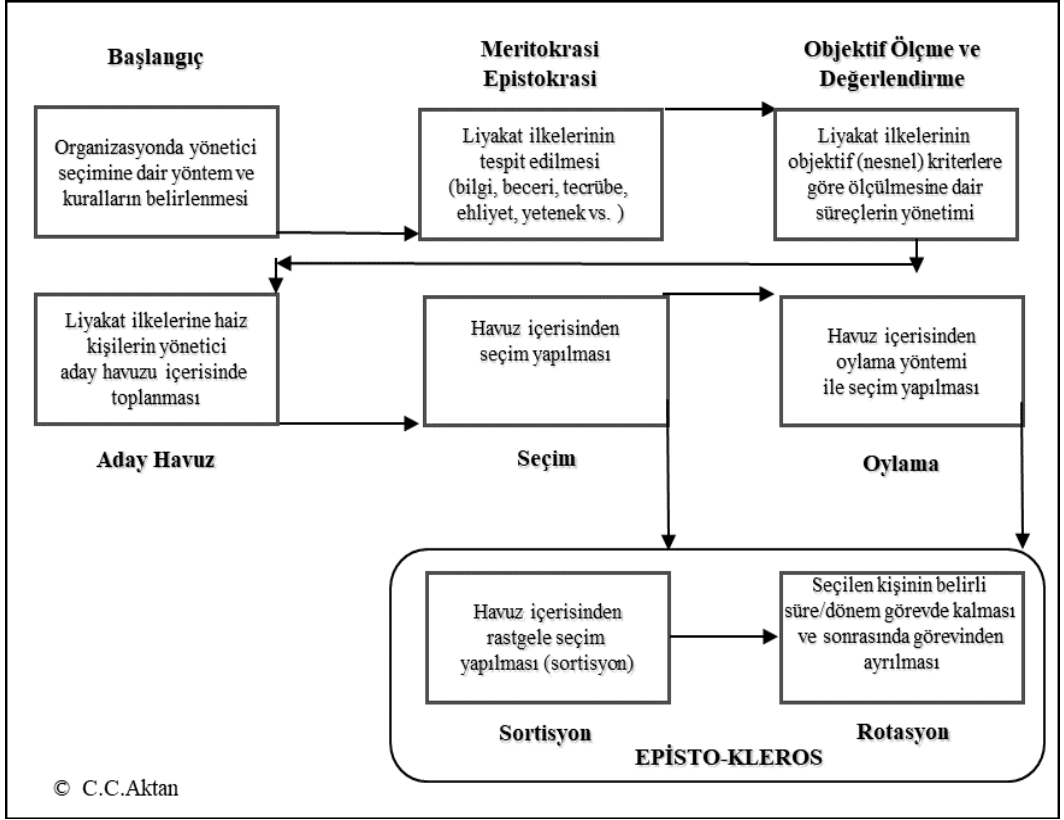 Başlangıç
Meritokrasi
Epistokrasi
Objektif Ölçme ve
Değerlendirme
Organizasyonda yönetici
seçimine dair yöntem ve
kuralların belirlenmesi
Liyakat ilkelerinin
tespit edilmesi
(bilgi, beceri, tecrübe,
ehliyet, yetenek vs. )
Liyakat ilkelerinin
objektif (nesnel) kriterlere
göre ölçülmesine dair
süreçlerin yönetimi
Liyakat ilkelerine haiz
kişilerin yönetici
aday havuzu içerisinde
toplanması
Havuz içerisinden
seçim yapılması
Havuz içerisinden
oylama yöntemi
ile seçim yapılması
Aday Havuz
Seçim
Oylama
Havuz içerisinden
rastgele seçim
yapılması (sortisyon)
Seçilen kişinin belirli
süre/dönem görevde kalması
ve sonrasında görevinden
ayrılması
Sortisyon
Rotasyon
EPİSTO-KLEROS
© C.C.Aktan